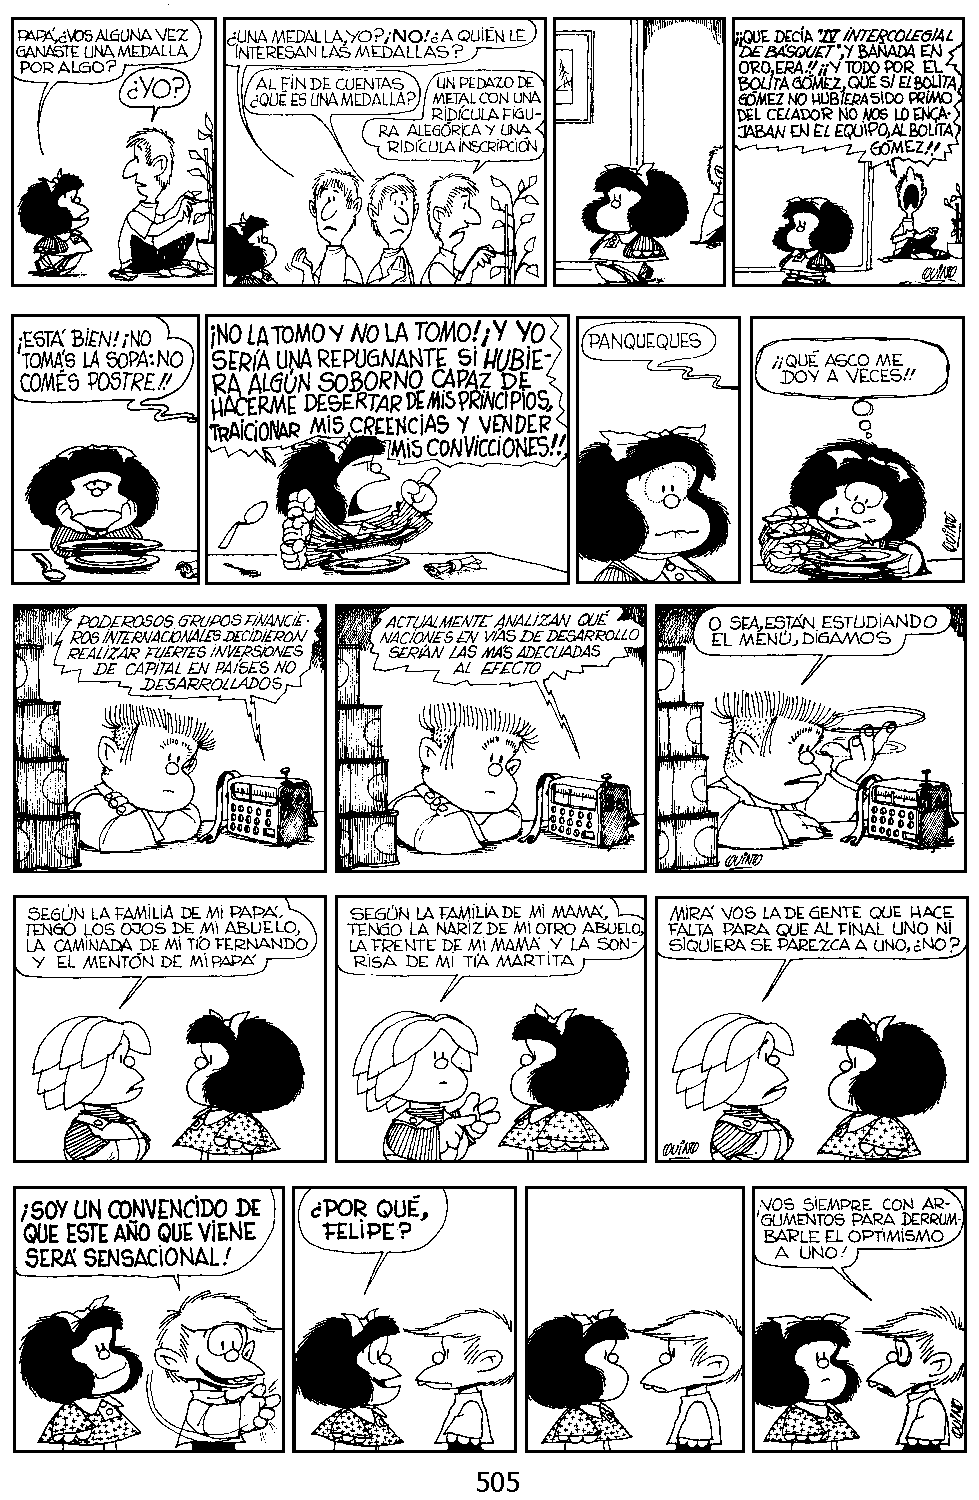 PAPÁ, ¿VOS ALGUNA VEZ
GANASTE UNA MEDALLA
POR ALGO?
¿YO?
¿UNA MEDALLA, YO? ¡NO! ¿A QUIÉN LE
INTERESAN LAS MEDALLAS?
AL FIN DE CUENTAS
¿QUÉ ES UNA MEDALLA?
UN PEDAZO DE
METAL CON UNA
RIDÍCULA FIGU-
RA ALEGÓRICA Y UNA
RIDÍCULA INSCRIPCIÓN
¡¡QUE DECÍA "IV INTERCOLEGIAL
DE BASQUET", Y BAÑADA EN
ORO, ERA!! ¡¡Y TODO POR EL
BOLITA GÓMEZ, QUE SI EL BOLITA
GÓMEZ NO HUBIERA SIDO PRIMO
DEL CELADOR NO NOS LO ENCA-
JABAN EN EL EQUIPO, AL BOLITA
GÓMEZ!!
QUINO
¡ESTÁ BIEN! ¡NO
TOMÁS LA SOPA: NO
COMÉS POSTRE!!
¡NO LA TOMO Y NO LA TOMO! ¡Y YO
SERÍA UNA REPUGNANTE SI HUBIE-
RA ALGÚN SOBORNO CAPAZ DE
HACERME DESERTAR DE MIS PRINCIPIOS,
TRAICIONAR MIS CREENCIAS Y VENDER
MIS CONVICCIONES!!
PANQUEQUES
¡¡QUÉ ASCO ME
DOY A VECES!!
QUINO
PODEROSOS GRUPOS FINANCIE-
ROS INTERNACIONALES DECIDIERON
REALIZAR FUERTES INVERSIONES
DE CAPITAL EN PAÍSES NO
DESARROLLADOS
ACTUALMENTE ANALIZAN QUÉ
NACIONES EN VÍAS DE DESARROLLO
SERÍAN LAS MÁS ADECUADAS
AL EFECTO
O SEA, ESTÁN ESTUDIANDO
EL MENÚ, DIGAMOS
QUINO
SEGÚN LA FAMILIA DE MI PAPÁ,
TENGO LOS OJOS DE MI ABUELO,
LA CAMINADA DE MI TÍO FERNANDO
Y EL MENTÓN DE MI PAPÁ
SEGÚN LA FAMILIA DE MI MAMÁ,
TENGO LA NARIZ DE MI OTRO ABUELO,
LA FRENTE DE MI MAMÁ Y LA SON-
RISA DE MI TÍA MARTITA
MIRÁ VOS LA DE GENTE QUE HACE
FALTA PARA QUE AL FINAL UNO NI
SIQUIERA SE PAREZCA A UNO, ¿NO?
QUINO
¡SOY UN CONVENCIDO DE
QUE ESTE AÑO QUE VIENE
SERÁ SENSACIONAL!
¿POR QUÉ,
FELIPE?
VOS SIEMPRE CON AR-
GUMENTOS PARA DERRUM-
BARLE EL OPTIMISMO
A UNO!
QUINO
505